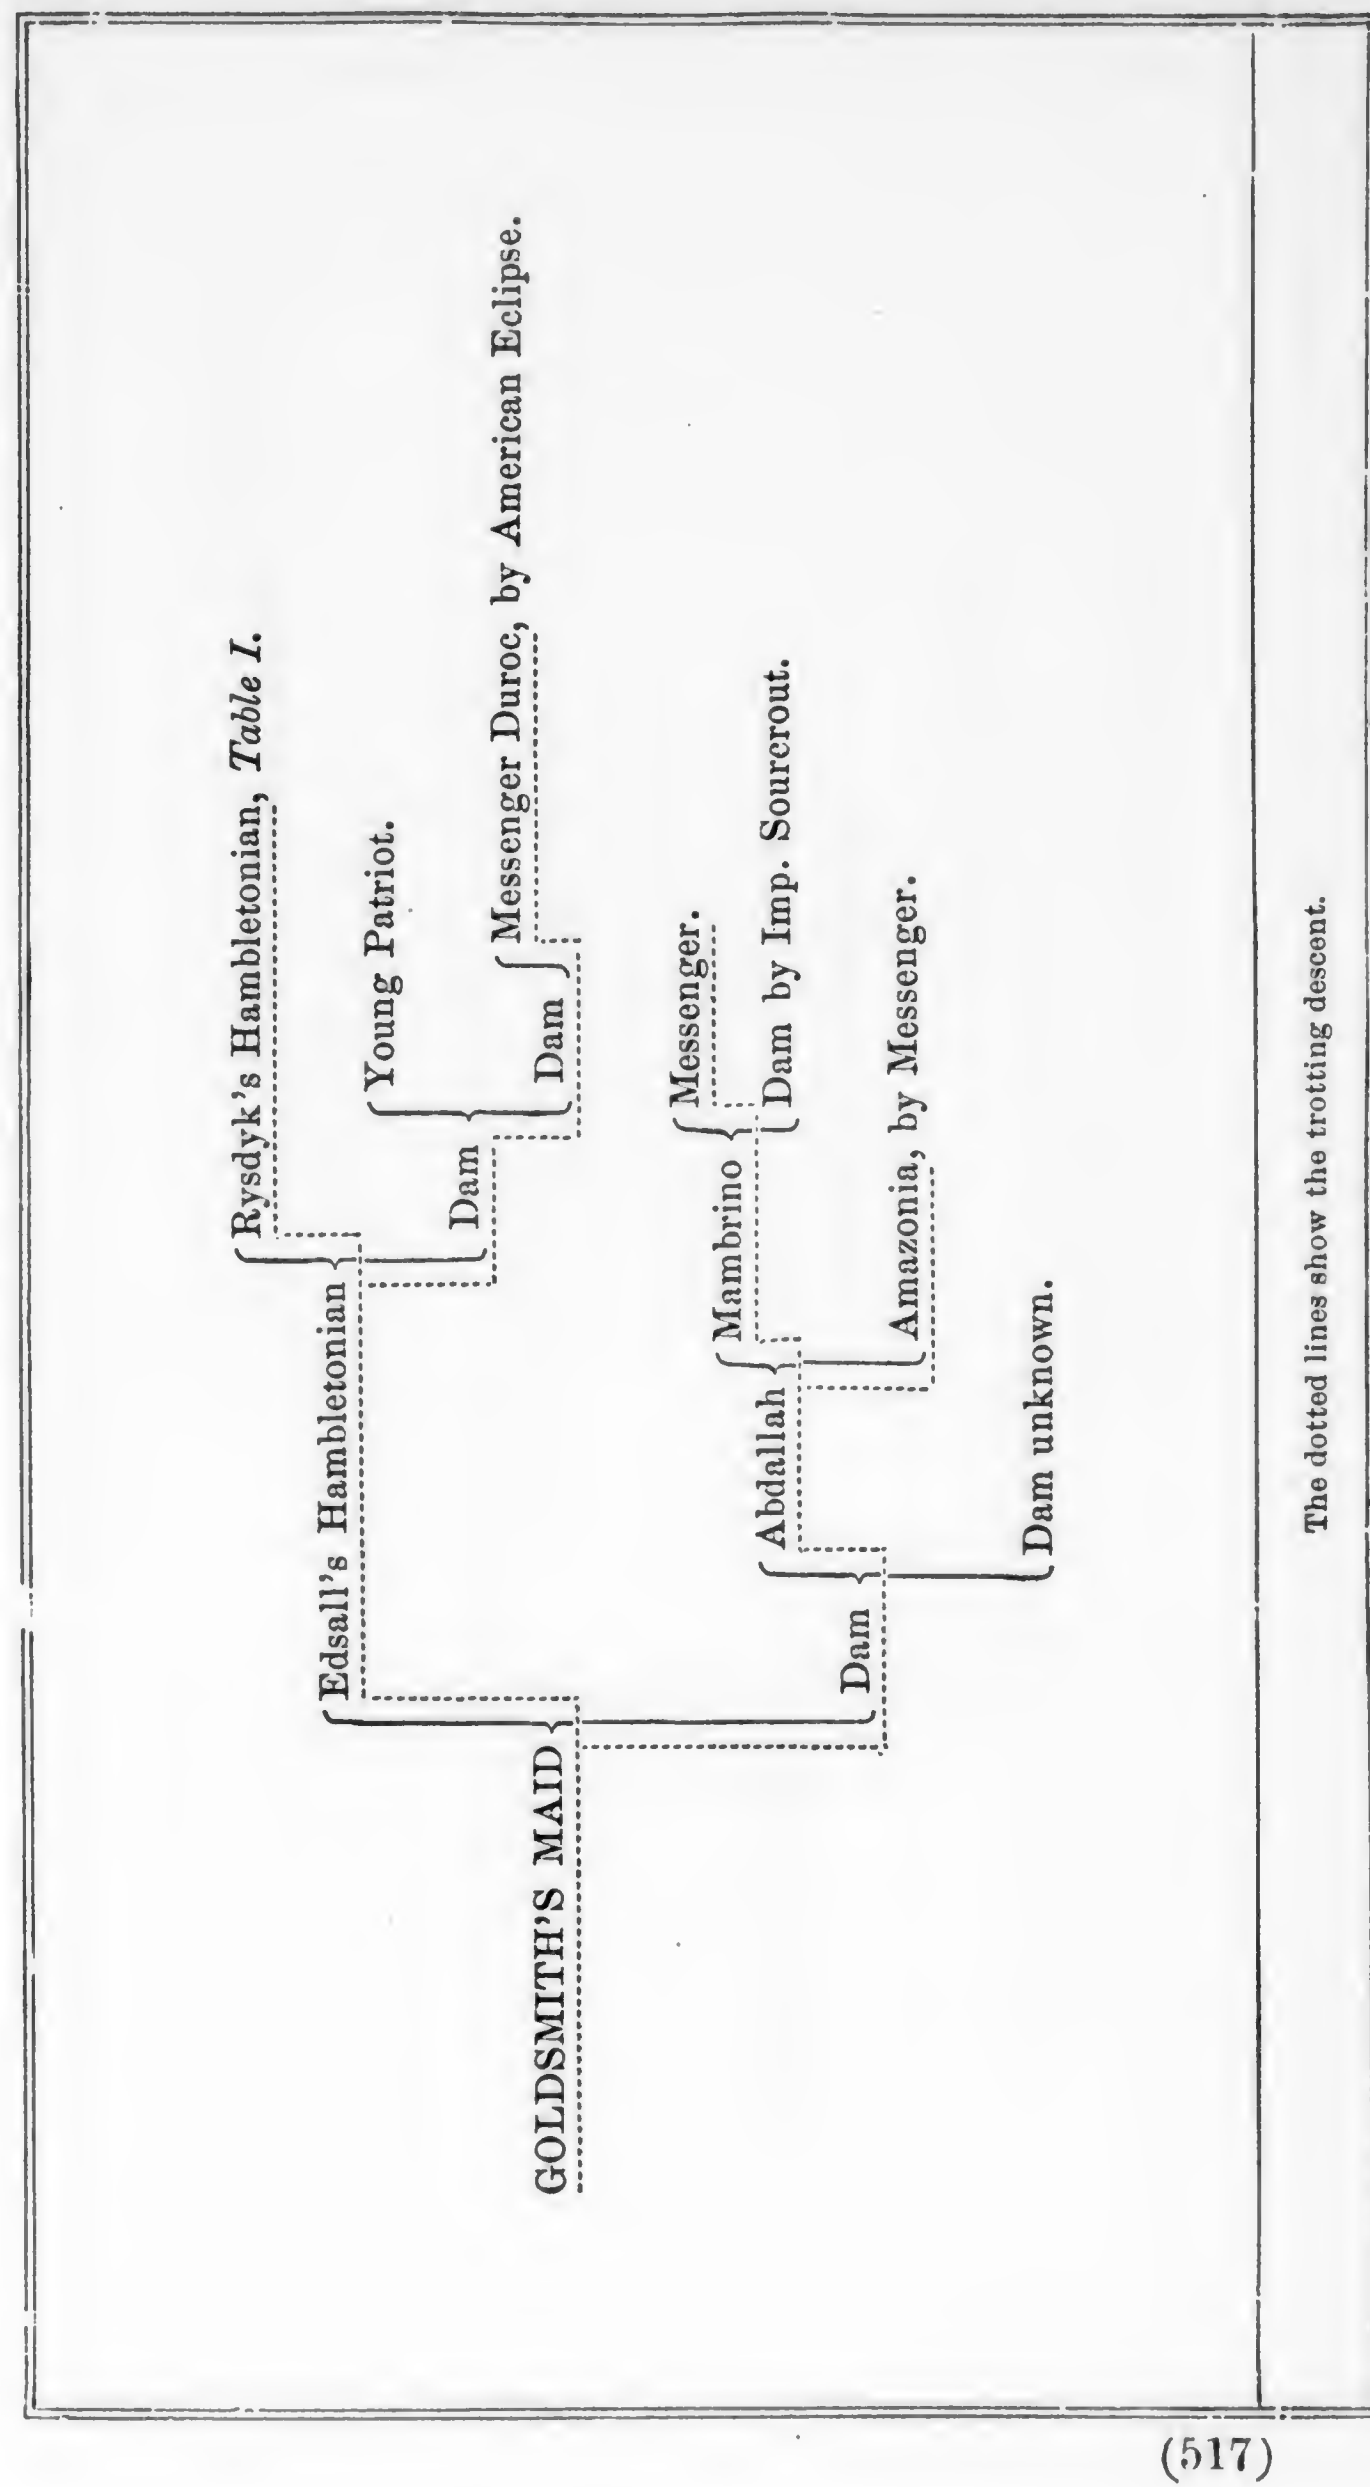 Rysdyk's Hambletonian, Table I.
Edsall's Hambletonian
Young Patriot.
Dam
Messenger Duroc, by American Eclipse.
Dam
GOLDSMITH'S MAID
Messenger.
Mambrino
Dam by Imp. Sourcrout.
Abdallah
Amazonia, by Messenger.
Dam
Dam unknown.
The dotted lines show the trotting descent.
(517)